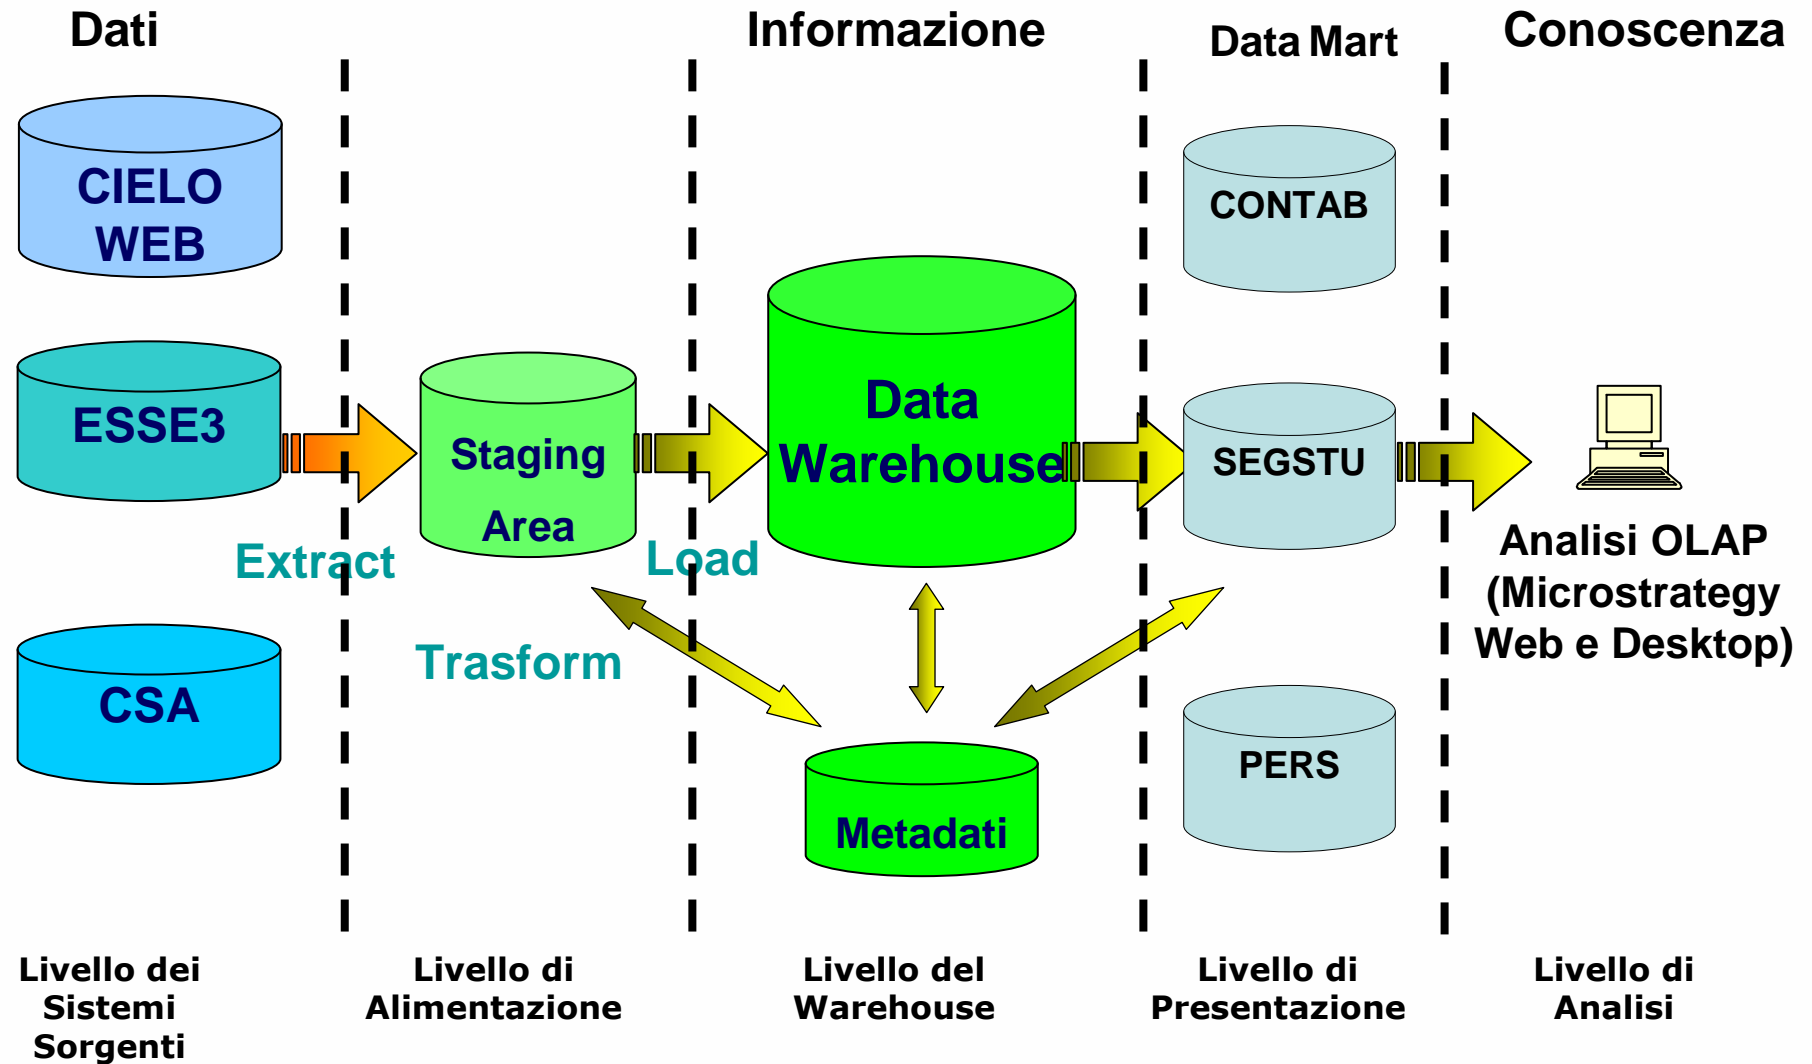 Dati
Informazione
Data Mart
Conoscenza
CIELO
WEB
ESSE3
CSA
Extract
Staging
Area
Trasform
Load
Data
Warehouse
Metadati
CONTAB
SEGSTU
PERS
Analisi OLAP
(Microstrategy
Web e Desktop)
Livello dei
Sistemi
Sorgenti
Livello di
Alimentazione
Livello del
Warehouse
Livello di
Presentazione
Livello di
Analisi